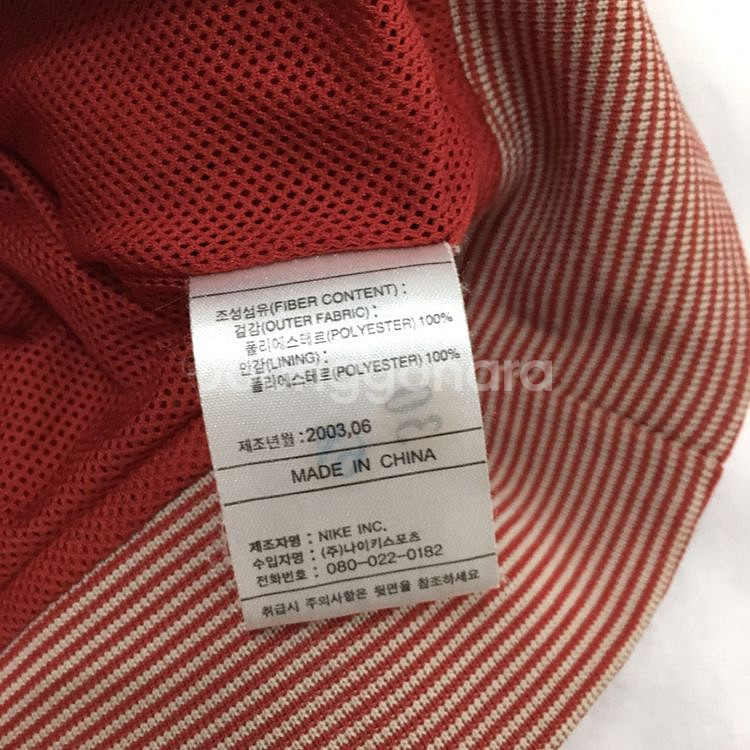 조성섬유(FIBER CONTENT) :
겉감(OUTER FABRIC) :
폴리에스테르(POLYESTER) 100%
안감(LINING) :
폴리에스테르(POLYESTER) 100%
제조년월 : 2003,06
MADE IN CHINA
제조자명 : NIKE INC.
수입자명 : (주)나이키스포츠
전화번호 : 080-022-0182
취급시 주의사항은 뒷면을 참조하세요